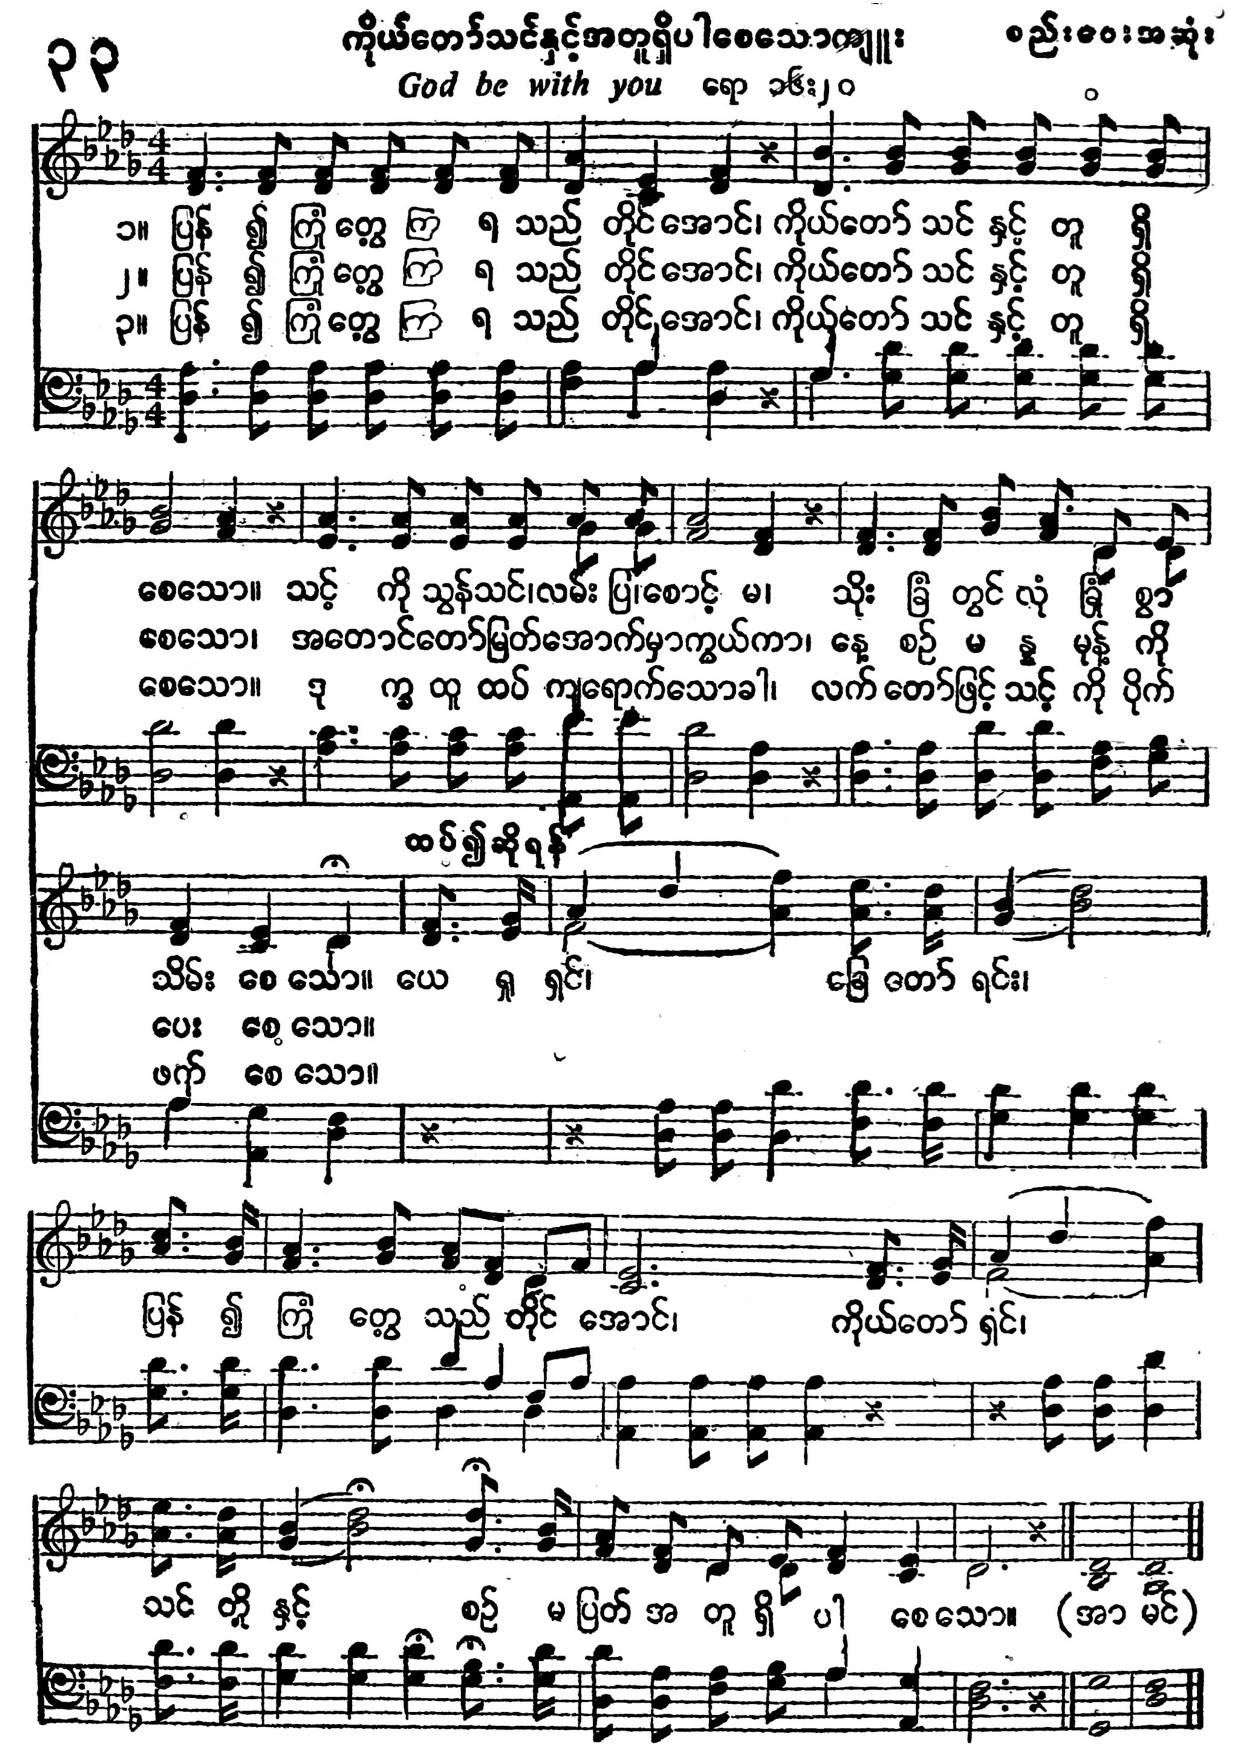 ၃၃
ကိုယ်တော်သင်နှင့်အတူရှိပါစေသောကျူး
စည်းဝေးအဆုံး
God be with you ရော ၁၆း၂၀
၁။ ပြန် ၍ ကြုံ တွေ့ ကြ ရ သည် တိုင်အောင်၊ ကိုယ်တော် သင် နှင့် တူ ရှိ
၂။ ပြန် ၍ ကြုံ တွေ့ ကြ ရ သည် တိုင်အောင်၊ ကိုယ်တော် သင် နှင့် တူ ရှိ
၃။ ပြန် ၍ ကြုံ တွေ့ ကြ ရ သည် တိုင်အောင်၊ ကိုယ်တော် သင် နှင့် တူ ရှိ
စေသော။ သင့် ကို သွန်သင်၊လမ်း ပြ၊စောင့် မ၊ သိုး ခြံ တွင် လုံ ခြုံ စွာ
စေသော၊ အတောင်တော်မြတ်အောက်မှာကွယ်ကာ၊ နေ့ စဉ် မ န္န မုန့် ကို
စေသော။ ဒု က္ခ ထူ ထပ် ကျရောက်သောခါ၊ လက်တော်ဖြင့် သင့် ကို ပိုက်
ထပ်၍ဆိုရန်
သိမ်း စေ သော။ ယေ ရှု ရှင်၊ ခြေ တော် ရင်း၊
ပေး စေ သော။
ဖက် စေ သော။
ပြန် ၍ ကြုံ တွေ့ သည် တိုင် အောင်၊ ကိုယ်တော် ရှင်၊
သင် တို့ နှင့် စဉ် မ ပြတ် အ တူ ရှိ ပါ စေသော။ (အာ မင်)